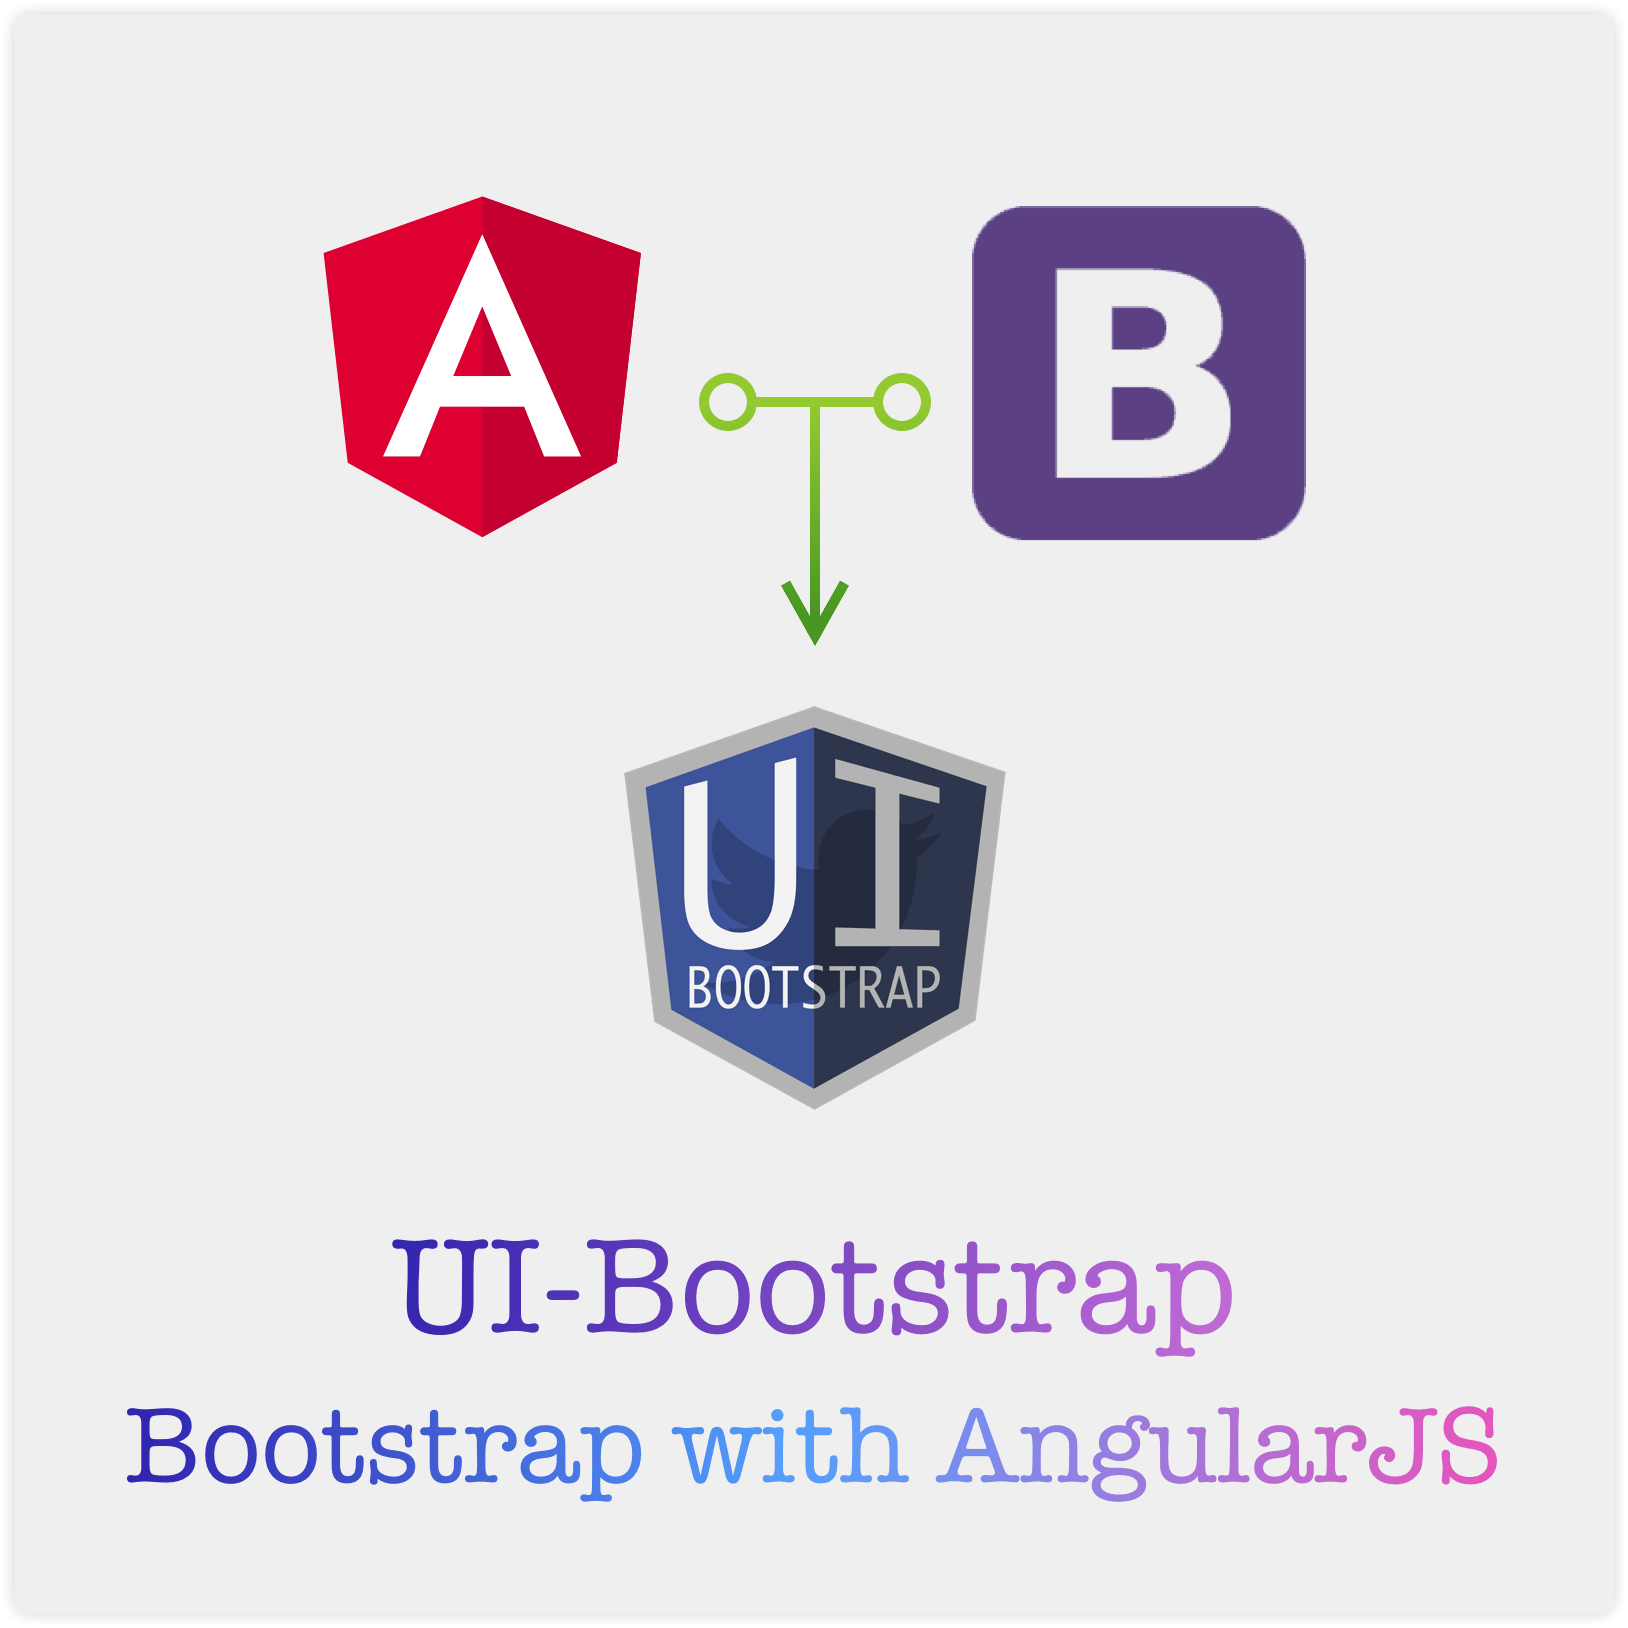 A
B
UI
BOOTSTRAP
UI-Bootstrap
Bootstrap with AngularJS